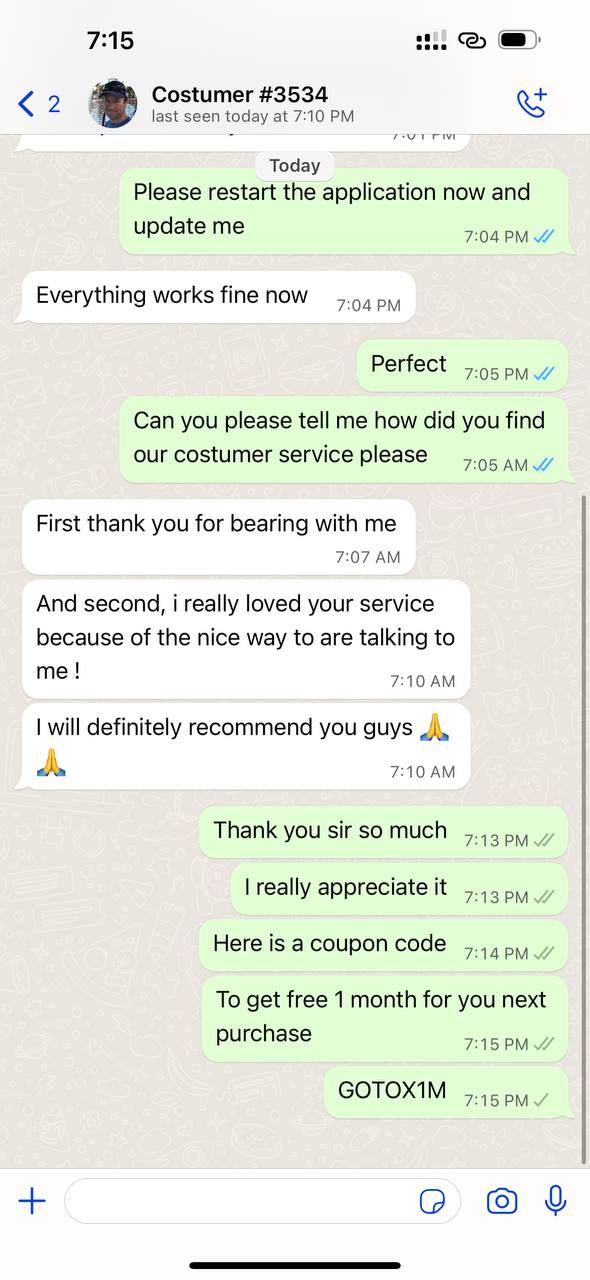 7:15
2
Costumer #3534
last seen today at 7:10 PM
7:01 PM
Today
Please restart the application now and
update me
7:04 PM
Everything works fine now 7:04 PM
Perfect 7:05 PM
Can you please tell me how did you find
our costumer service please 7:05 AM
First thank you for bearing with me
7:07 AM
And second, i really loved your service
because of the nice way to are talking to
me !
7:10 AM
I will definitely recommend you guys 🙏
🙏
7:10 AM
Thank you sir so much 7:13 PM
I really appreciate it 7:13 PM
Here is a coupon code 7:14 PM
To get free 1 month for you next
purchase
7:15 PM
GOTOX1M 7:15 PM